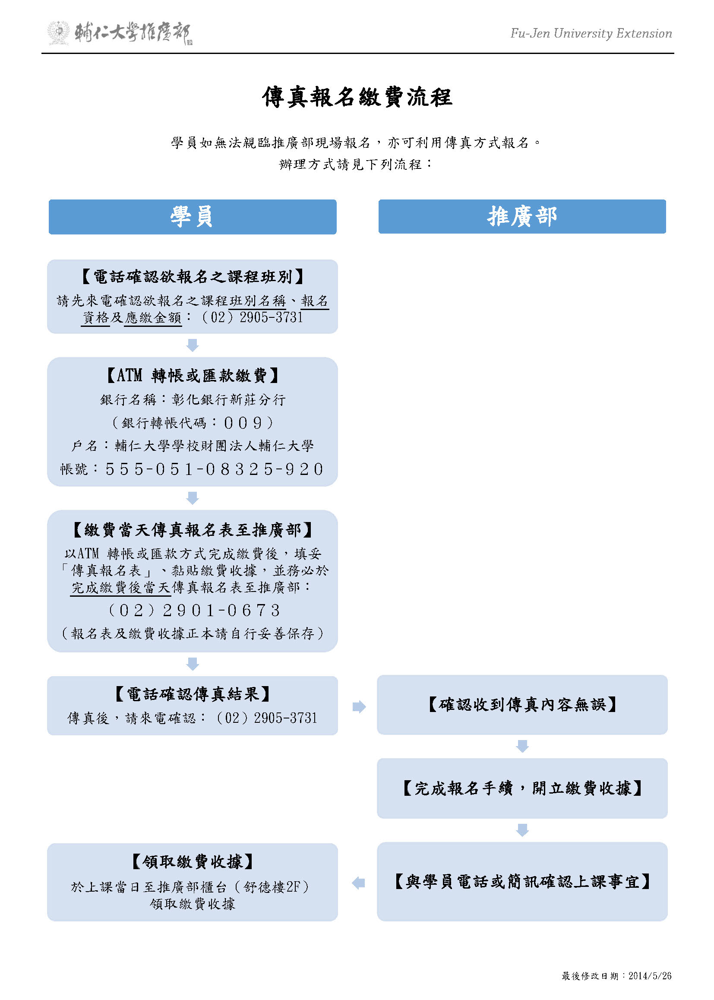 輔仁大學推廣部
Fu-Jen University Extension
傳真報名繳費流程
學員如無法親臨推廣部現場報名，亦可利用傳真方式報名。
辦理方式請見下列流程：
學員
推廣部
【電話確認欲報名之課程班別】
請先來電確認欲報名之課程班別名稱、報名
資格及應繳金額：（02）2905-3731
【ATM 轉帳或匯款繳費】
銀行名稱：彰化銀行新莊分行
（銀行轉帳代碼：００９）
戶名：輔仁大學學校財團法人輔仁大學
帳號：５５５-０５１-０８３２５-９２０
【繳費當天傳真報名表至推廣部】
以ATM 轉帳或匯款方式完成繳費後，填妥
「傳真報名表」、黏貼繳費收據，並務必於
完成繳費後當天傳真報名表至推廣部：
（０２）２９０１-０６７３
（報名表及繳費收據正本請自行妥善保存）
【電話確認傳真結果】
傳真後，請來電確認：（02）2905-3731
【確認收到傳真內容無誤】
【完成報名手續，開立繳費收據】
【與學員電話或簡訊確認上課事宜】
【領取繳費收據】
於上課當日至推廣部櫃台（舒德樓2F）
領取繳費收據
最後修改日期：2014/5/26